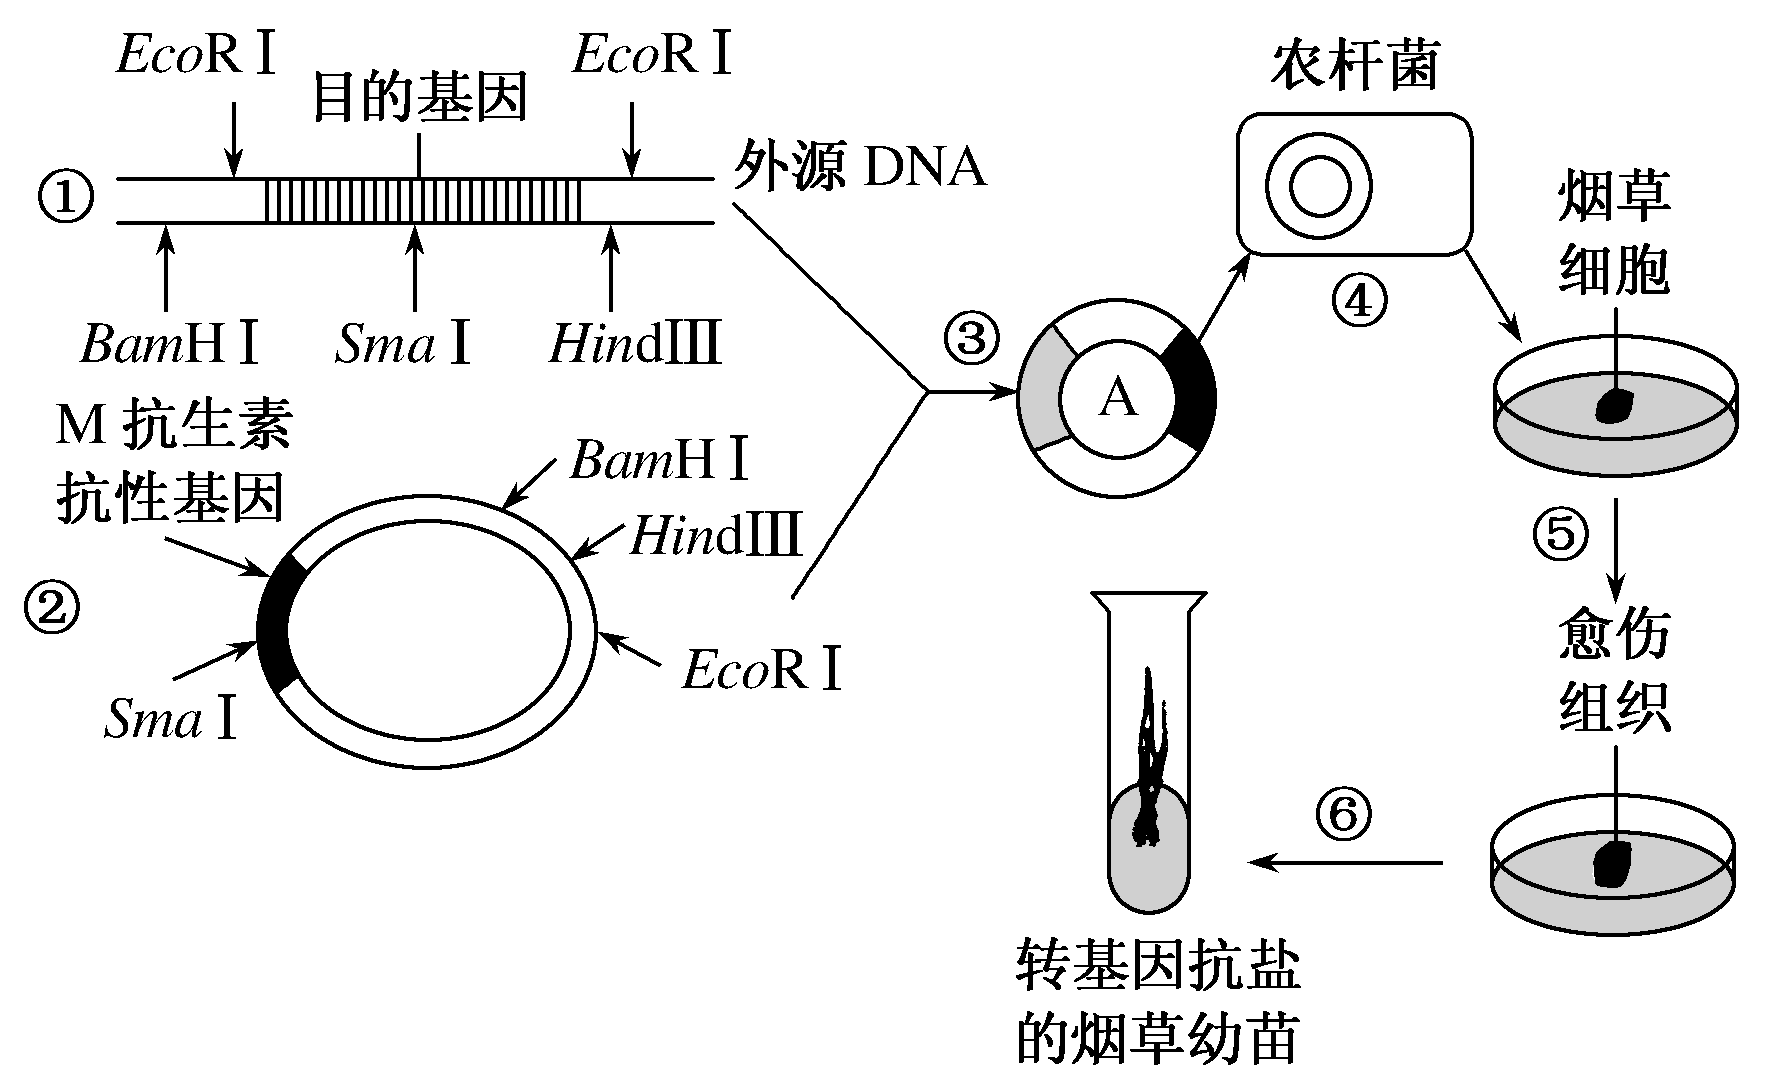 EcoRⅠ
EcoRⅠ
目的基因
外源 DNA
①
BamHⅠ
SmaⅠ
HindⅢ
M 抗生素
抗性基因
BamHⅠ
HindⅢ
②
EcoRⅠ
SmaⅠ
③
A
农杆菌
④
烟草
细胞
⑤
愈伤
组织
⑥
转基因抗盐
的烟草幼苗